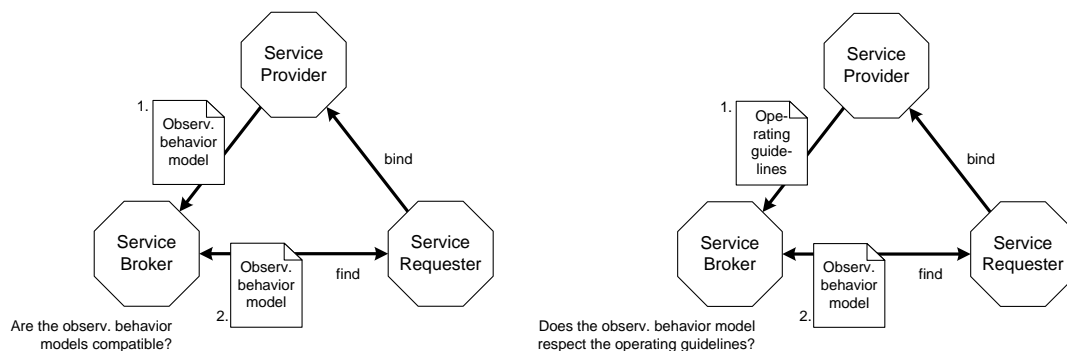 Service
Provider
1.
Observ.
behavior
model
bind
Service
Broker
Service
Requester
Observ.
behavior
model
find
2.
Are the observ. behavior
models compatible?
Service
Provider
1.
Ope-
rating
guide-
lines
bind
Service
Broker
Service
Requester
Observ.
behavior
model
find
2.
Does the observ. behavior model
respect the operating guidelines?